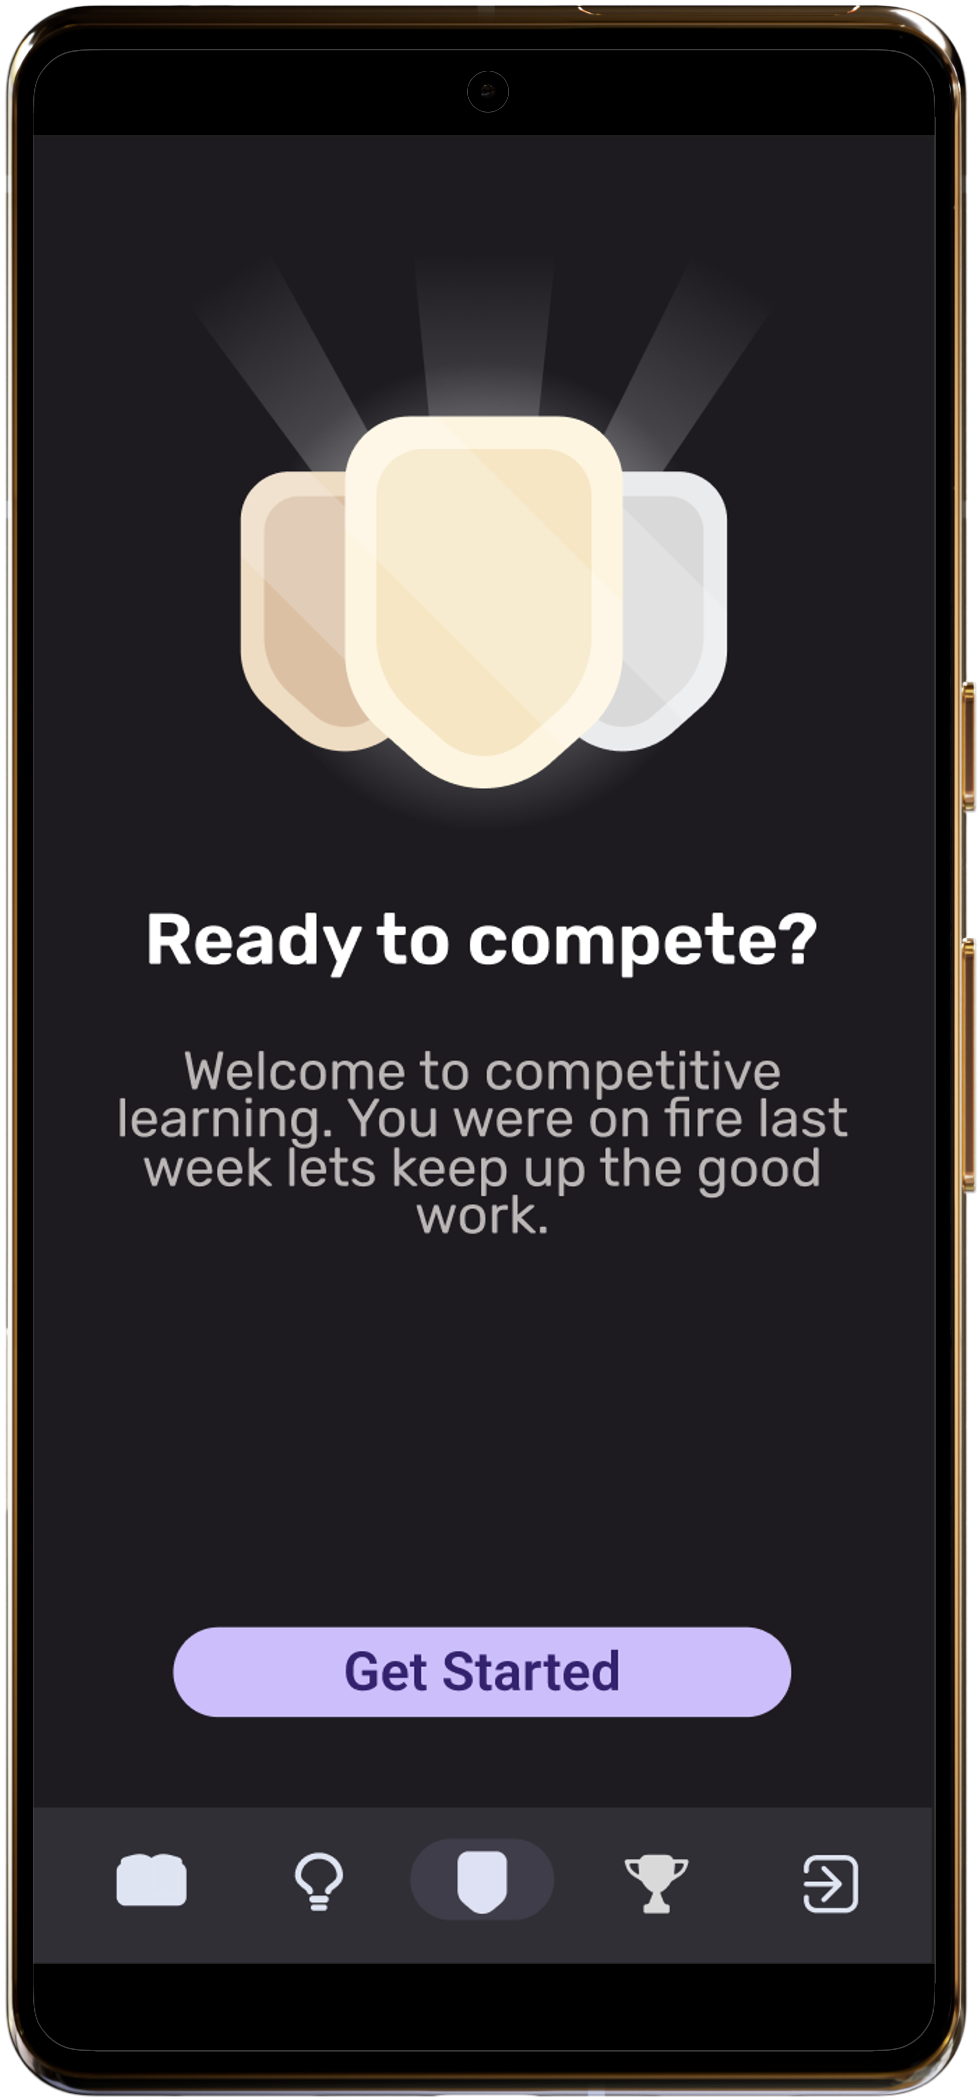 Ready to compete?
Welcome to competitive
learning. You were on fire last
week lets keep up the good
work.
Get Started